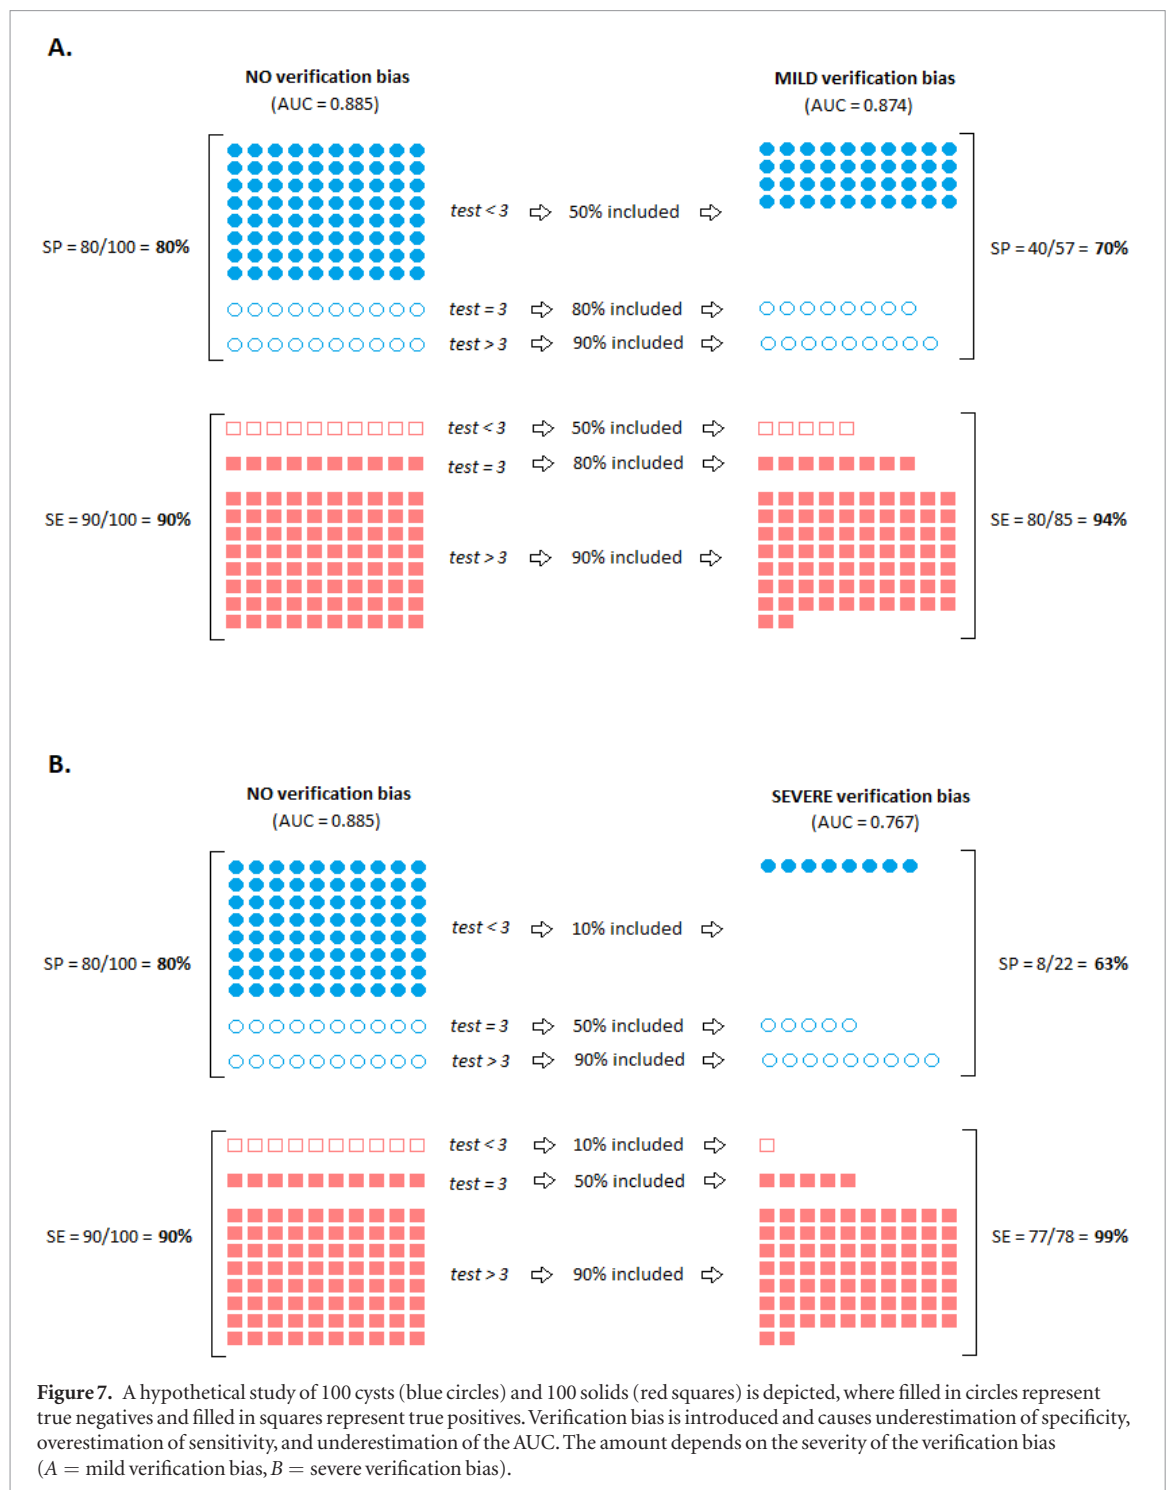 A.
NO verification bias
(AUC = 0.885)
MILD verification bias
(AUC = 0.874)
SP = 80/100 = 80%
test < 3
50% included
SP = 40/57 = 70%
test = 3
80% included
test > 3
90% included
test < 3
50% included
test = 3
80% included
SE = 90/100 = 90%
test > 3
90% included
SE = 80/85 = 94%
B.
NO verification bias
(AUC = 0.885)
SEVERE verification bias
(AUC = 0.767)
test < 3
10% included
SP = 80/100 = 80%
SP = 8/22 = 63%
test = 3
50% included
test > 3
90% included
test < 3
10% included
test = 3
50% included
SE = 90/100 = 90%
SE = 77/78 = 99%
test > 3
90% included
Figure 7. A hypothetical study of 100 cysts (blue circles) and 100 solids (red squares) is depicted, where filled in circles represent
true negatives and filled in squares represent true positives. Verification bias is introduced and causes underestimation of specificity,
overestimation of sensitivity, and underestimation of the AUC. The amount depends on the severity of the verification bias
(A = mild verification bias, B = severe verification bias).